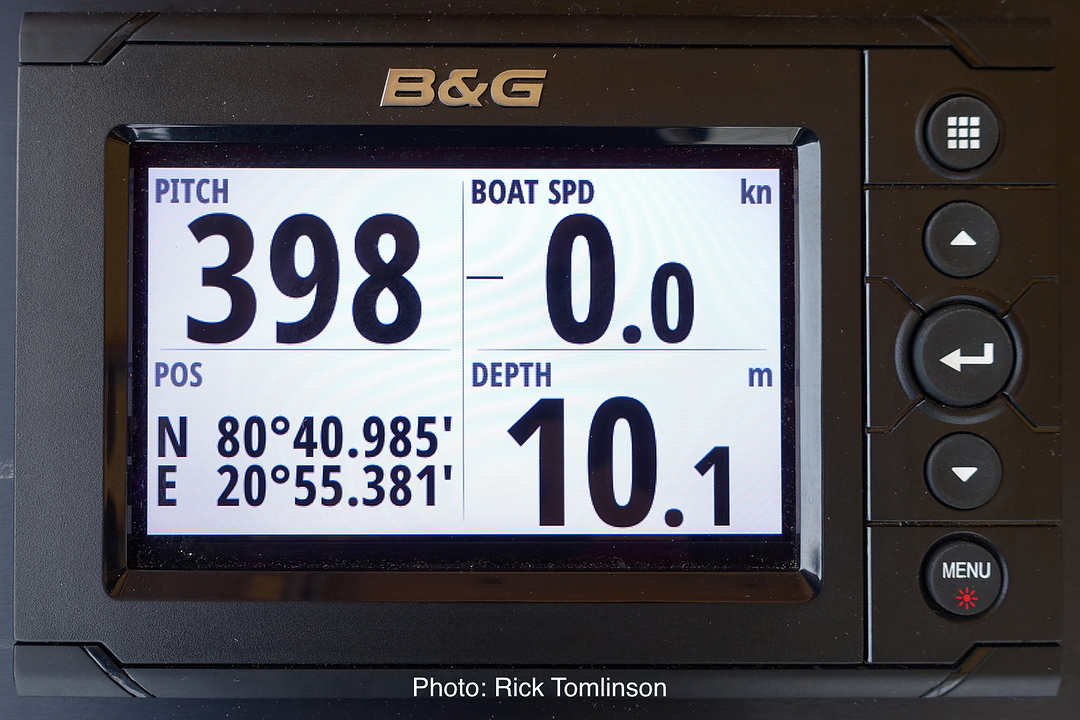 B&G
PITCH
398
BOAT SPD kn
0.0
POS
N 80°40.985'
E 20°55.381'
DEPTH m
10.1
MENU
Photo: Rick Tomlinson